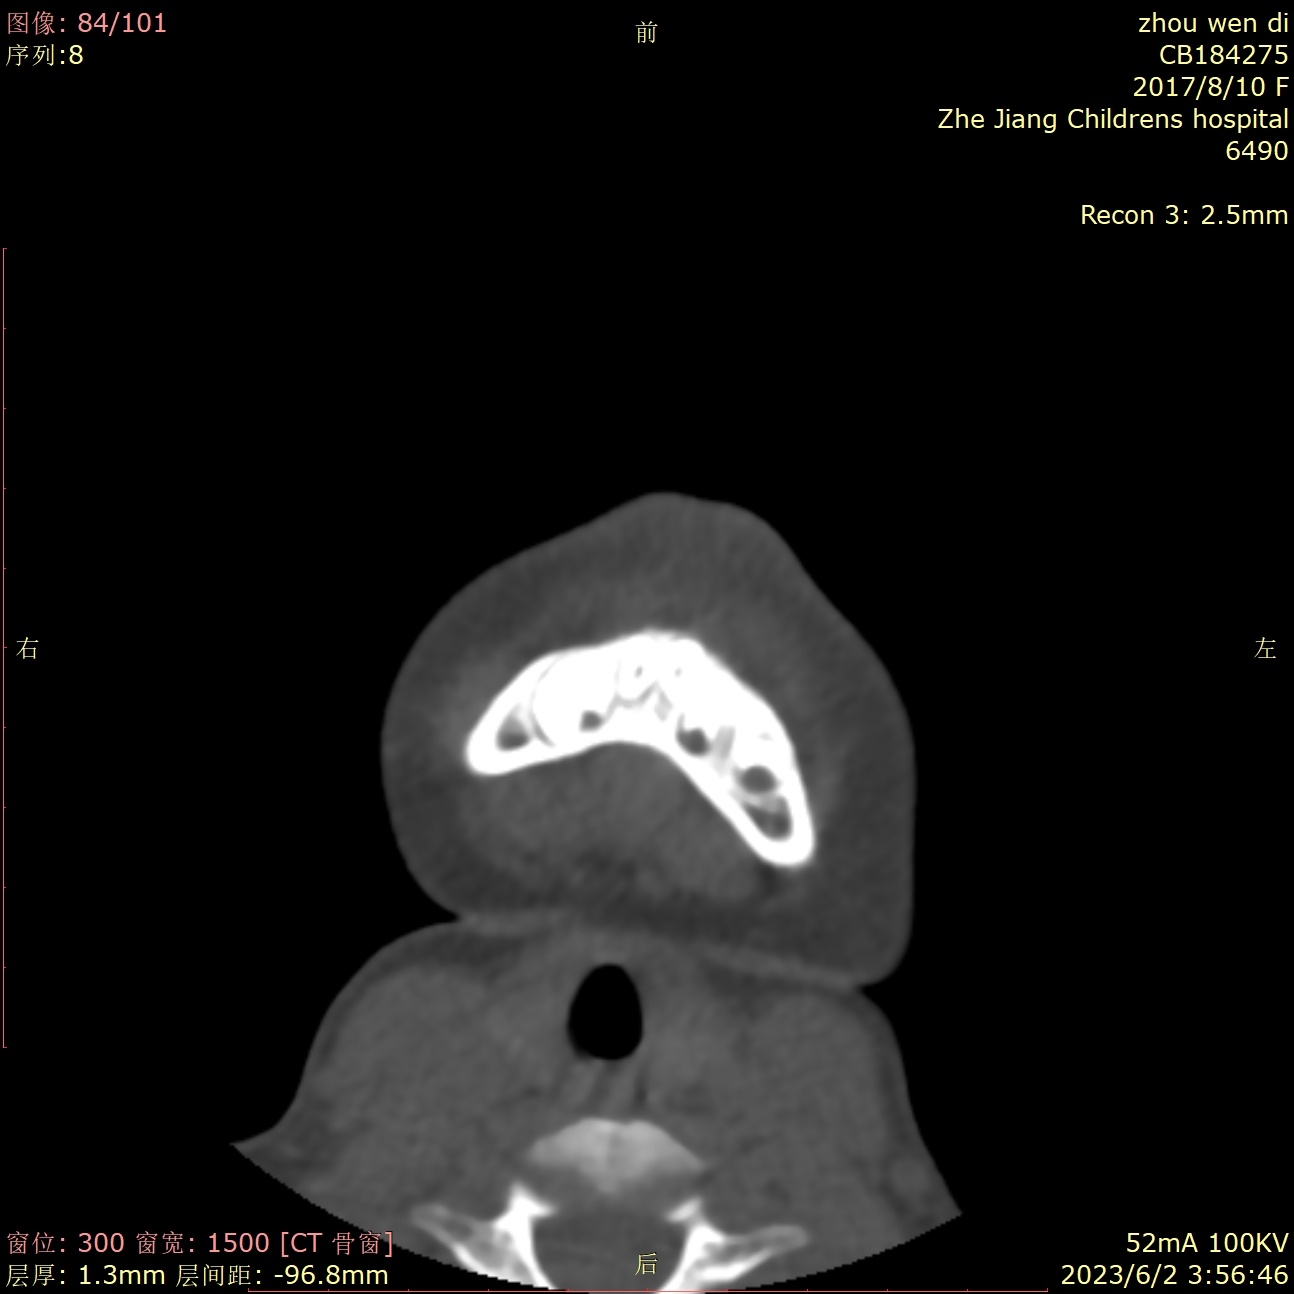 图像: 84/101
序列:8
前
zhou wen di
CB184275
2017/8/10 F
Zhe Jiang Childrens hospital
6490
Recon 3: 2.5mm
右
左
窗位: 300 窗宽: 1500 [CT 骨窗]
层厚: 1.3mm 层间距: -96.8mm
后
52mA 100KV
2023/6/2 3:56:46